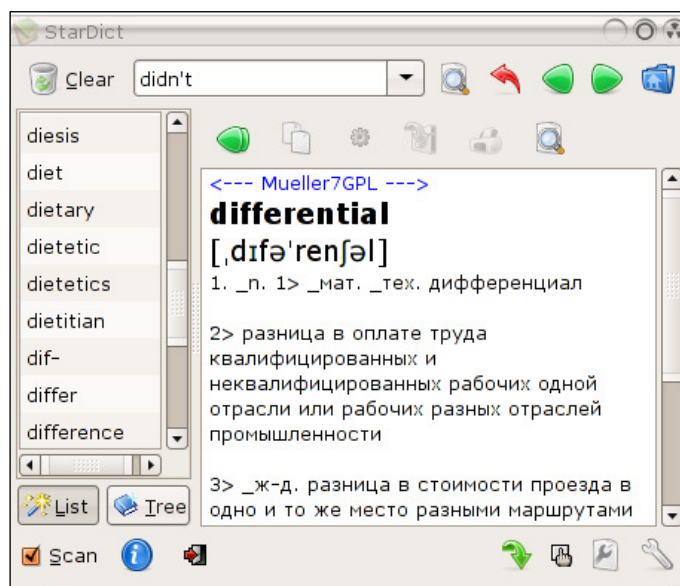 StarDict
Clear
didn't
diesis
diet
dietary
dietetic
dietetics
dietitian
dif-
differ
difference
List
Tree
<--- Mueller7GPL --->
differential
[ˌdɪfə'renʃəl]
1. _n. 1> _мат. _тех. дифференциал
2> разница в оплате труда
квалифицированных и
неквалифицированных рабочих одной
отрасли или рабочих разных отраслей
промышленности
3> _ж-д. разница в стоимости проезда в
одно и то же место разными маршрутами
Scan